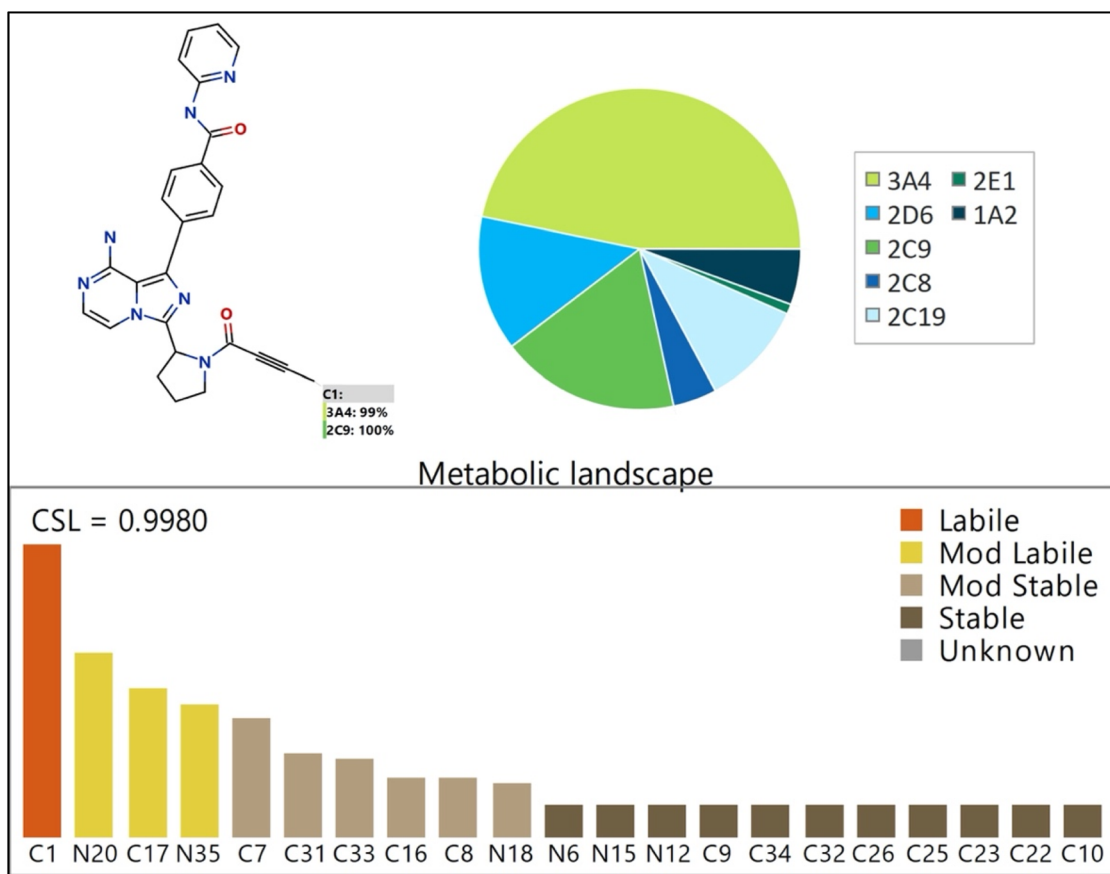 N
N
O
N
N
N
N
O
N
C1:
3A4: 99%
2C9: 100%
3A4
2E1
2D6
1A2
2C9
2C8
2C19
Metabolic landscape
CSL = 0.9980
Labile
Mod Labile
Mod Stable
Stable
Unknown
C1 N20 C17 N35 C7 C31 C33 C16 C8 N18 N6 N15 N12 C9 C34 C32 C26 C25 C23 C22 C10